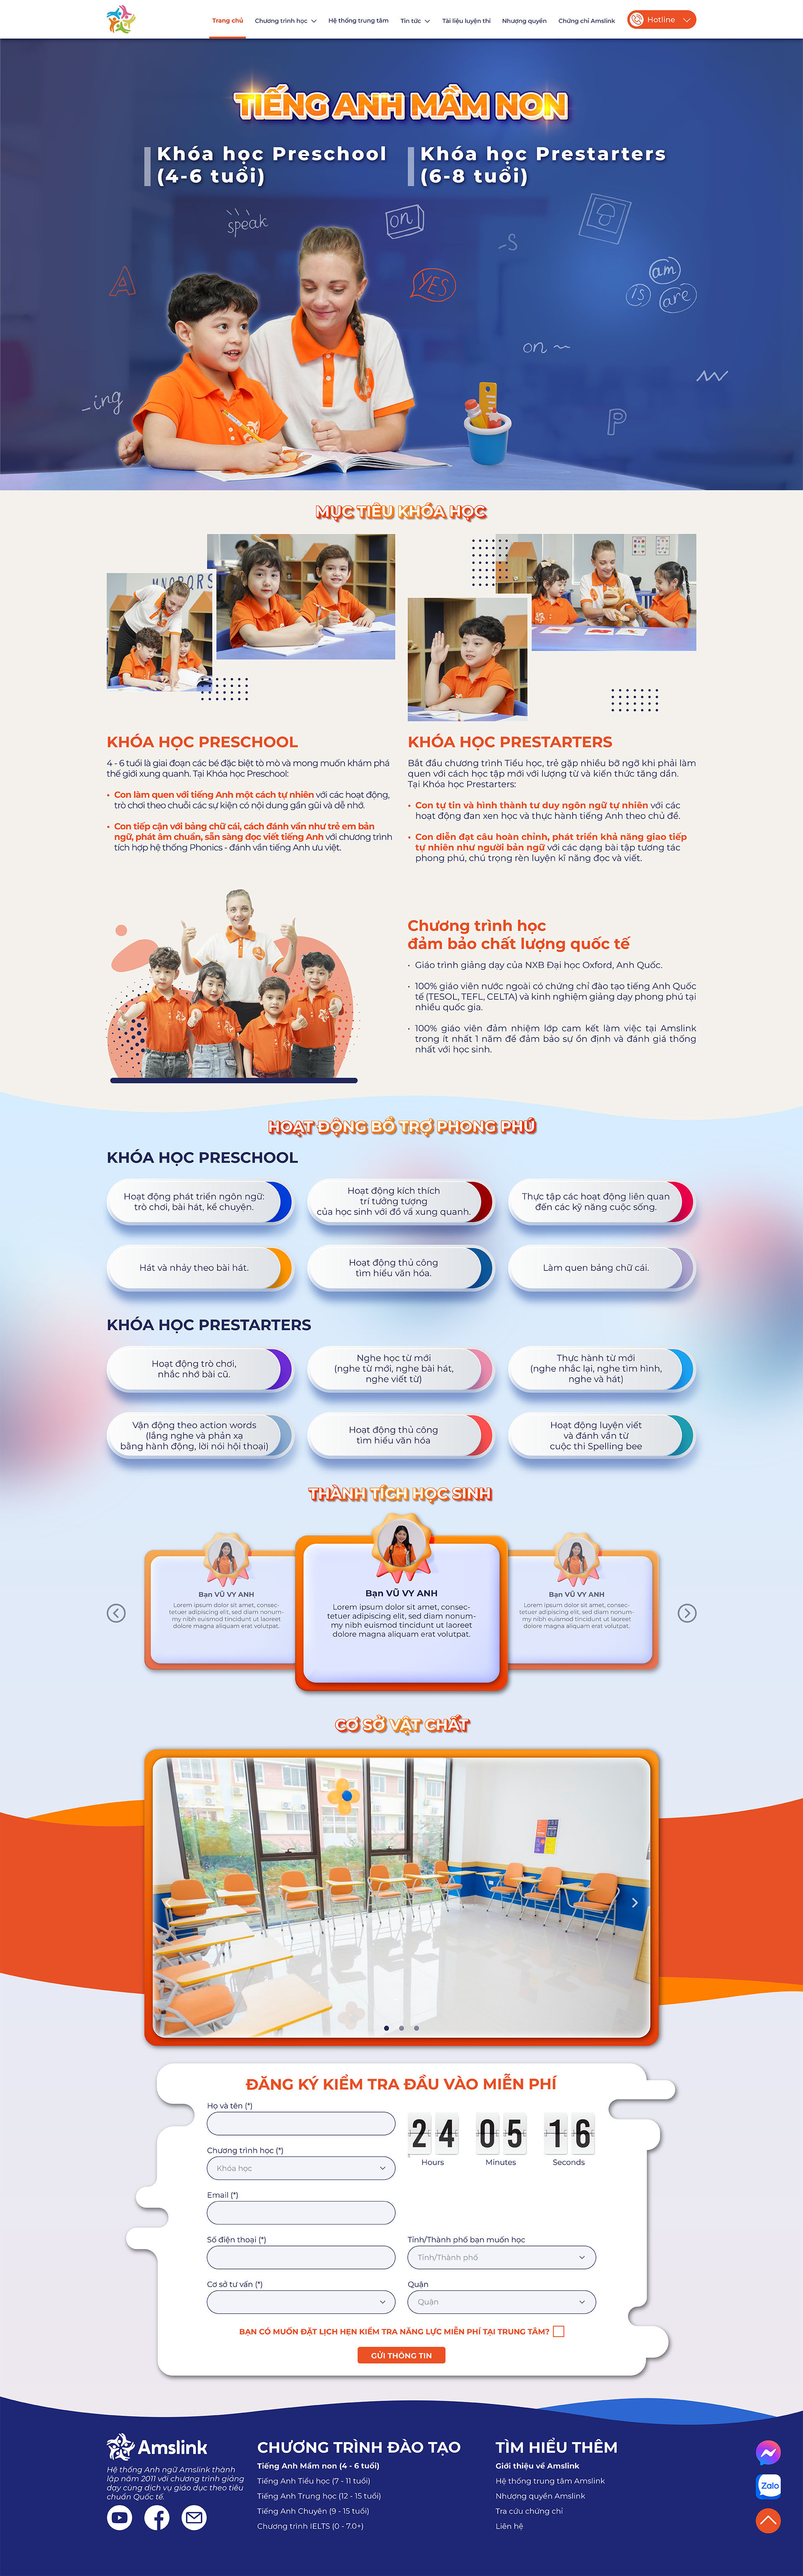 Trang chủ
Chương trình học
Hệ thống trung tâm
Tin tức
Tài liệu luyện thi
Nhượng quyền
Chứng chỉ Amslink
Hotline
TIẾNG ANH MẦM NON
Khóa học Preschool
(4-6 tuổi)
Khóa học Prestarters
(6-8 tuổi)
speak
on
-s
A
YES
am
is
are
on
-ing
P
MỤC TIÊU KHÓA HỌC
KHÓA HỌC PRESCHOOL
4 - 6 tuổi là giai đoạn các bé đặc biệt tò mò và mong muốn khám phá
thế giới xung quanh. Tại Khóa học Preschool:
• Con làm quen với tiếng Anh một cách tự nhiên với các hoạt động,
trò chơi theo chuỗi các sự kiện có nội dung gần gũi và dễ nhớ.
• Con tiếp cận với bảng chữ cái, cách đánh vần như trẻ em bản
ngữ, phát âm chuẩn, sẵn sàng đọc viết tiếng Anh với chương trình
tích hợp hệ thống Phonics - đánh vần tiếng Anh ưu việt.
KHÓA HỌC PRESTARTERS
Bắt đầu chương trình Tiểu học, trẻ gặp nhiều bỡ ngỡ khi phải làm
quen với cách học tập mới với lượng từ và kiến thức tăng dần.
Tại Khóa học Prestarters:
• Con tự tin và hình thành tư duy ngôn ngữ tự nhiên với các
hoạt động đan xen học và thực hành tiếng Anh theo chủ đề.
• Con diễn đạt câu hoàn chỉnh, phát triển khả năng giao tiếp
tự nhiên như người bản ngữ với các dạng bài tập tương tác
phong phú, chú trọng rèn luyện kĩ năng đọc và viết.
Chương trình học
đảm bảo chất lượng quốc tế
• Giáo trình giảng dạy của NXB Đại học Oxford, Anh Quốc.
• 100% giáo viên nước ngoài có chứng chỉ đào tạo tiếng Anh Quốc
tế (TESOL, TEFL, CELTA) và kinh nghiệm giảng dạy phong phú tại
nhiều quốc gia.
• 100% giáo viên đảm nhiệm lớp cam kết làm việc tại Amslink
trong ít nhất 1 năm để đảm bảo sự ổn định và đánh giá thống
nhất với học sinh.
HOẠT ĐỘNG BỔ TRỢ PHONG PHÚ
KHÓA HỌC PRESCHOOL
Hoạt động phát triển ngôn ngữ:
trò chơi, bài hát, kể chuyện.
Hoạt động kích thích
trí tưởng tượng
của học sinh với đồ vả xung quanh.
Thực tập các hoạt động liên quan
đến các kỹ năng cuộc sống.
Hát và nhảy theo bài hát.
Hoạt động thủ công
tìm hiểu văn hóa.
Làm quen bảng chữ cái.
KHÓA HỌC PRESTARTERS
Hoạt động trò chơi,
nhắc nhớ bài cũ.
Nghe học từ mới
(nghe từ mới, nghe bài hát,
nghe viết từ)
Thực hành từ mới
(nghe nhắc lại, nghe tìm hình,
nghe và hát)
Vận động theo action words
(lắng nghe và phản xạ
bằng hành động, lời nói hội thoại)
Hoạt động thủ công
tìm hiểu văn hóa
Hoạt động luyện viết
và đánh vần từ
cuộc thi Spelling bee
THÀNH TÍCH HỌC SINH
Bạn VŨ VY ANH
Lorem ipsum dolor sit amet, consec-
tetuer adipiscing elit, sed diam nonum-
my nibh euismod tincidunt ut laoreet
dolore magna aliquam erat volutpat.
Bạn VŨ VY ANH
Lorem ipsum dolor sit amet, consec-
tetuer adipiscing elit, sed diam nonum-
my nibh euismod tincidunt ut laoreet
dolore magna aliquam erat volutpat.
Bạn VŨ VY ANH
Lorem ipsum dolor sit amet, consec-
tetuer adipiscing elit, sed diam nonum-
my nibh euismod tincidunt ut laoreet
dolore magna aliquam erat volutpat.
CƠ SỞ VẬT CHẤT
ĐĂNG KÝ KIỂM TRA ĐẦU VÀO MIỄN PHÍ
Họ và tên (*)
24 05 16
Hours Minutes Seconds
Chương trình học (*)
Khóa học
Email (*)
Số điện thoại (*)
Tỉnh/Thành phố bạn muốn học
Tỉnh/Thành phố
Cơ sở tư vấn (*)
Quận
Quận
BẠN CÓ MUỐN ĐẶT LỊCH HẸN KIỂM TRA NĂNG LỰC MIỄN PHÍ TẠI TRUNG TÂM?
GỬI THÔNG TIN
Amslink
Hệ thống Anh ngữ Amslink thành
lập năm 2011 với chương trình giảng
dạy cùng dịch vụ giáo dục theo tiêu
chuẩn Quốc tế.
CHƯƠNG TRÌNH ĐÀO TẠO
Tiếng Anh Mầm non (4 - 6 tuổi)
Tiếng Anh Tiểu học (7 - 11 tuổi)
Tiếng Anh Trung học (12 - 15 tuổi)
Tiếng Anh Chuyên (9 - 15 tuổi)
Chương trình IELTS (0 - 7.0+)
TÌM HIỂU THÊM
Giới thiệu về Amslink
Hệ thống trung tâm Amslink
Nhượng quyền Amslink
Tra cứu chứng chỉ
Liên hệ
Zalo